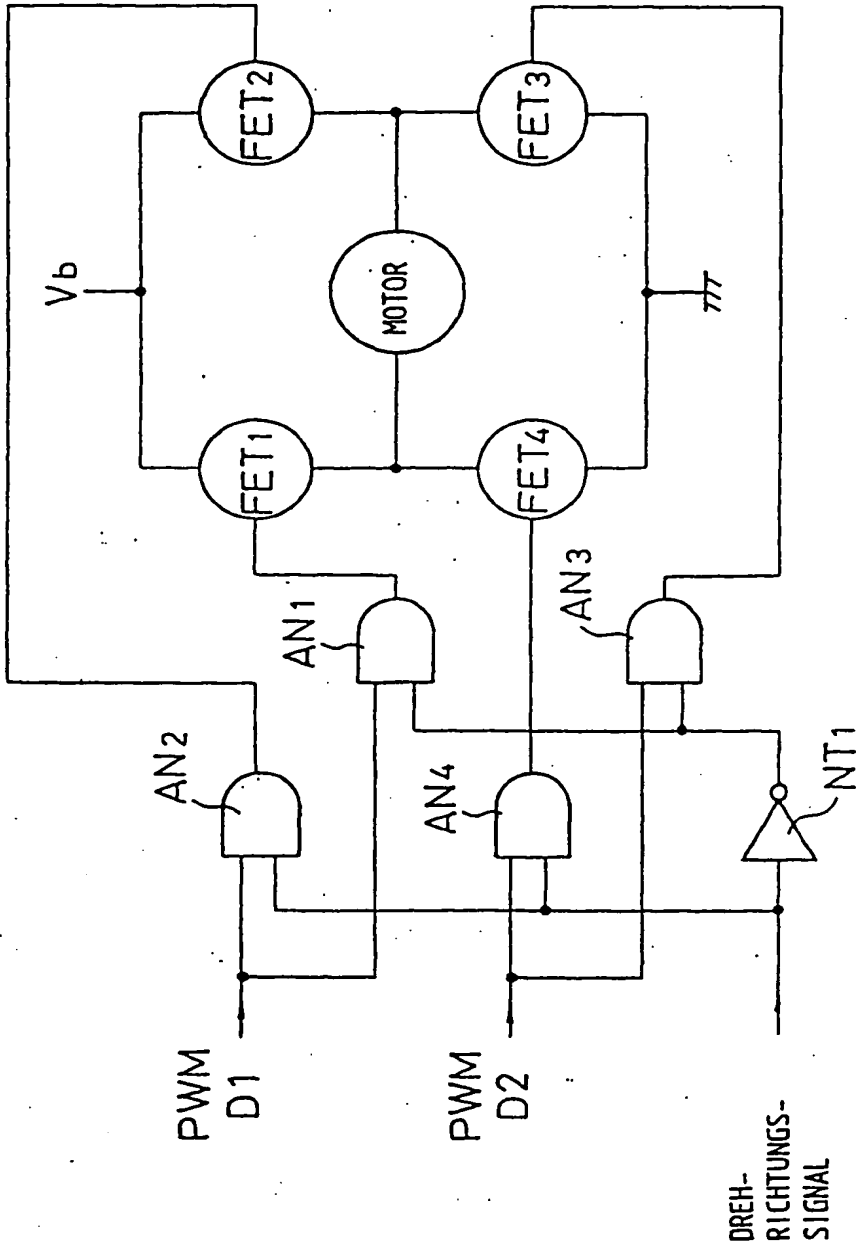 Vb
FET1
FET2
MOTOR
FET4
FET3
AN2
AN1
AN4
AN3
NT1
PWM
D1
PWM
D2
DREH-
RICHTUNGS-
SIGNAL